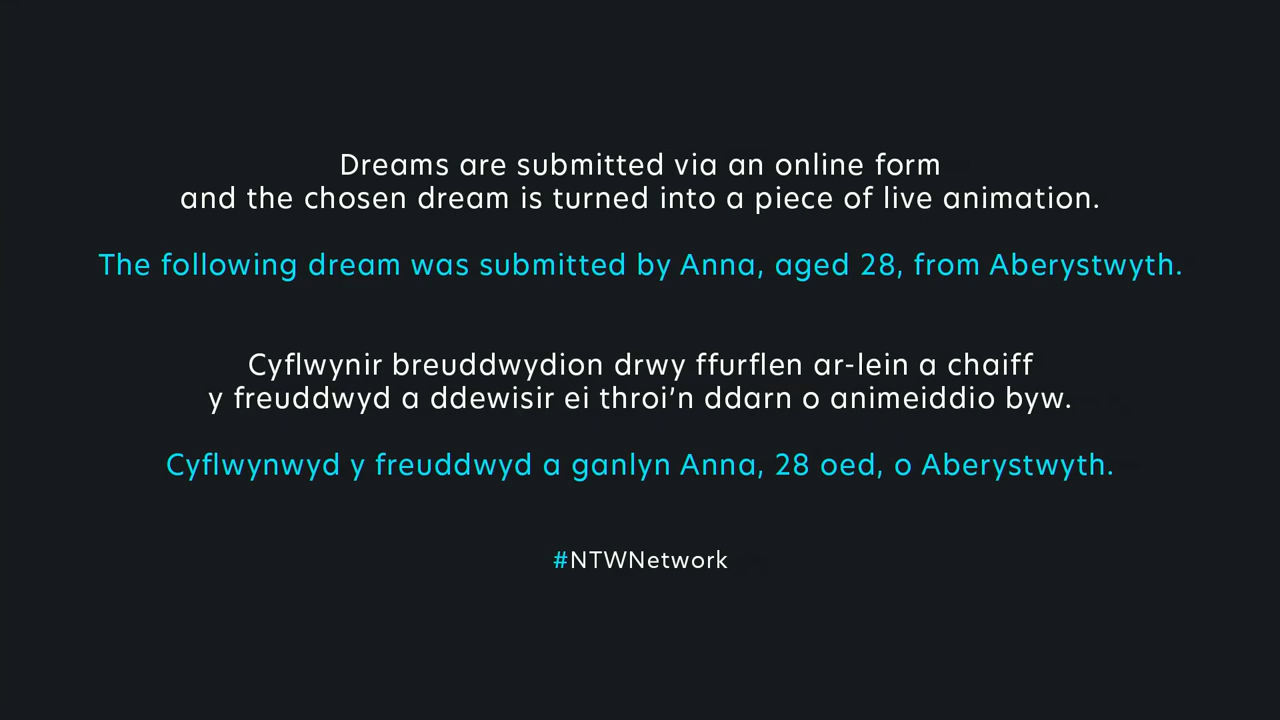 Dreams are submitted via an online form
and the chosen dream is turned into a piece of live animation.
The following dream was submitted by Anna, aged 28, from Aberystwyth.
Cyflwynir breuddwydion drwy ffurflen ar-lein a chaiff
y freuddwyd a ddewisir ei throi’n ddarn o animeiddio byw.
Cyflwynwyd y freuddwyd a ganlyn Anna, 28 oed, o Aberystwyth.
#NTWNetwork